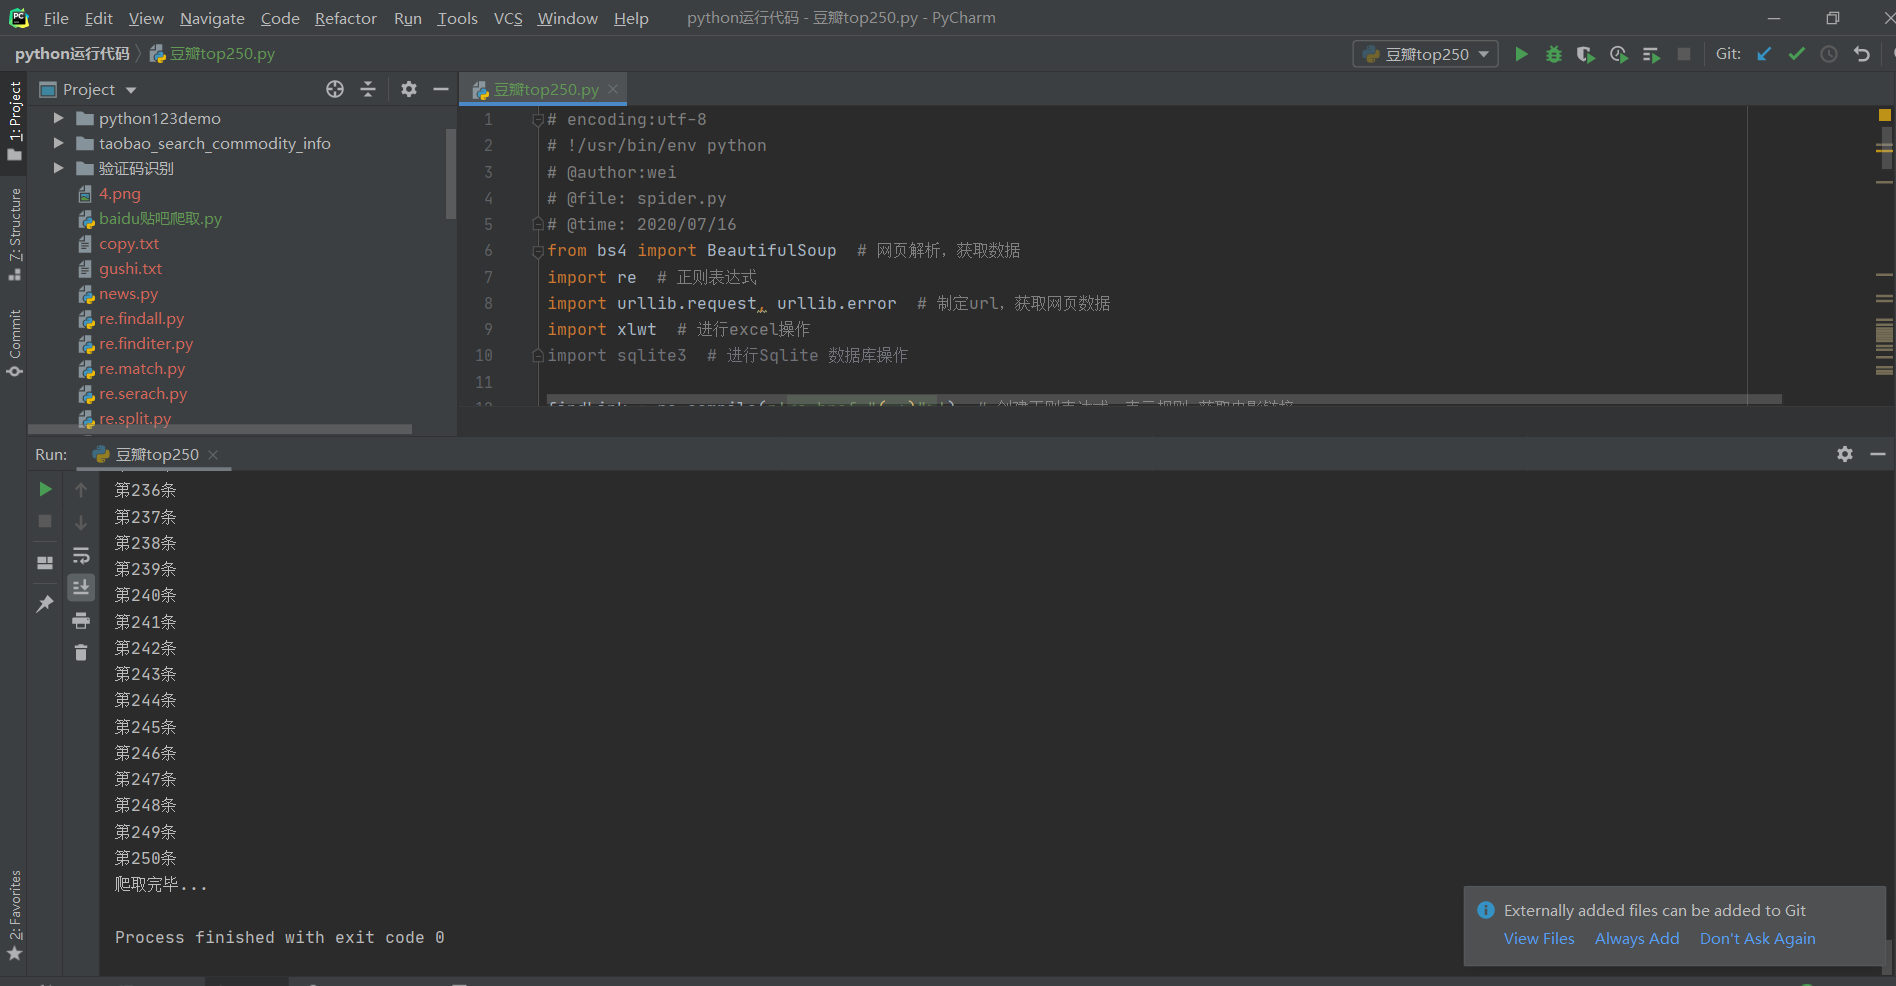 File Edit View Navigate Code Refactor Run Tools VCS Window Help python运行代码 - 豆瓣top250.py - PyCharm
python运行代码 豆瓣top250.py 豆瓣top250 Git:
Project 豆瓣top250.py
1: Project
7: Structure
Commit
2: Favorites
python123demo
taobao_search_commodity_info
验证码识别
4.png
baidu贴吧爬取.py
copy.txt
gushi.txt
news.py
re.findall.py
re.finditer.py
re.match.py
re.serach.py
re.split.py
1 # encoding:utf-8
2 # !/usr/bin/env python
3 # @author:wei
4 # @file: spider.py
5 # @time: 2020/07/16
6 from bs4 import BeautifulSoup # 网页解析，获取数据
7 import re # 正则表达式
8 import urllib.request, urllib.error # 制定url，获取网页数据
9 import xlwt # 进行excel操作
10 import sqlite3 # 进行Sqlite 数据库操作
11
Run: 豆瓣top250
第236条
第237条
第238条
第239条
第240条
第241条
第242条
第243条
第244条
第245条
第246条
第247条
第248条
第249条
第250条
爬取完毕...
Process finished with exit code 0
Externally added files can be added to Git
View Files Always Add Don't Ask Again